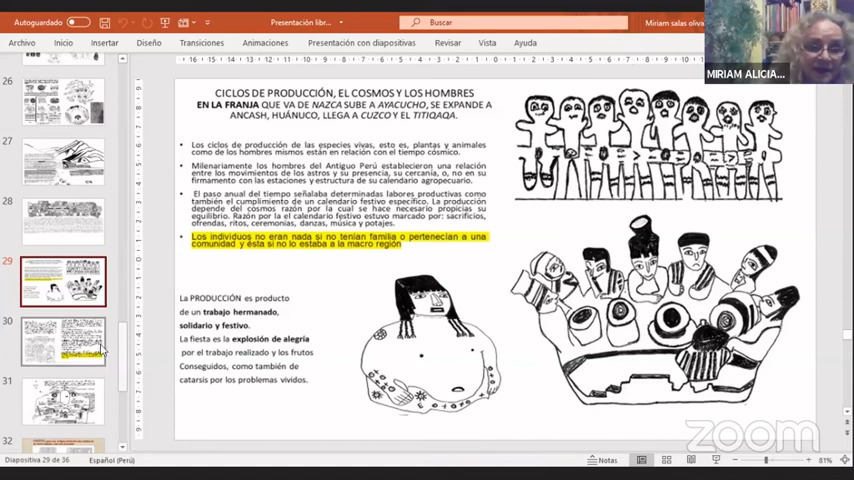 Autoguardado
Presentación libr...
Buscar
Miriam salas oliva
Archivo Inicio Insertar Diseño Transiciones Animaciones Presentación con diapositivas Revisar Vista Ayuda
MIRIAM ALICIA...
26
27
28
29
30
31
32
CICLOS DE PRODUCCIÓN, EL COSMOS Y LOS HOMBRES
EN LA FRANJA QUE VA DE NAZCA SUBE A AYACUCHO, SE EXPANDE A
ANCASH, HUÁNUCO, LLEGA A CUZCO Y EL TITIQAQA.
• Los ciclos de producción de las especies vivas, esto es, plantas y animales
como de los hombres mismos están en relación con el tiempo cósmico.
• Milenariamente los hombres del Antiguo Perú establecieron una relación
entre los movimientos de los astros y su presencia, su cercanía, o, no en su
firmamento con las estaciones y estructura de su calendario agropecuario.
• El paso anual del tiempo señalaba determinadas labores productivas como
también el cumplimiento de un calendario festivo específico. La producción
depende del cosmos razón por la cual se hace necesario propicias su
equilibrio. Razón por la el calendario festivo estuvo marcado por: sacrificios,
ofrendas, ritos, ceremonias, danzas, música y potajes.
• Los individuos no eran nada si no tenían familia o pertenecían a una
comunidad y ésta si no lo estaba a la macro región
La PRODUCCIÓN es producto
de un trabajo hermanado,
solidario y festivo.
La fiesta es la explosión de alegría
por el trabajo realizado y los frutos
Conseguidos, como también de
catarsis por los problemas vividos.
zoom
Diapositiva 29 de 36 Español (Perú) Notas 81%